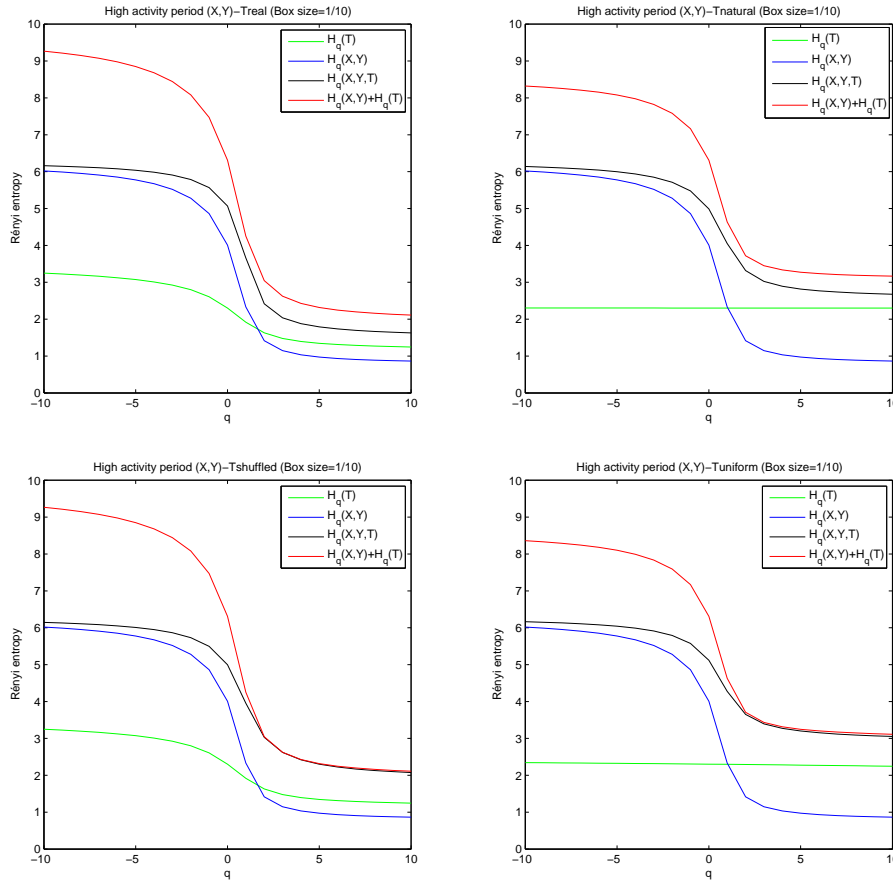 High activity period (X,Y)−Treal (Box size=1/10)
10
9
8
7
6
5
4
3
2
1
0
Rényi entropy
−10
−5
0
5
10
q
H_q(T)
H_q(X,Y)
H_q(X,Y,T)
H_q(X,Y)+H_q(T)
High activity period (X,Y)−Tnatural (Box size=1/10)
10
9
8
7
6
5
4
3
2
1
0
Rényi entropy
−10
−5
0
5
10
q
H_q(T)
H_q(X,Y)
H_q(X,Y,T)
H_q(X,Y)+H_q(T)
High activity period (X,Y)−Tshuffled (Box size=1/10)
10
9
8
7
6
5
4
3
2
1
0
Rényi entropy
−10
−5
0
5
10
q
H_q(T)
H_q(X,Y)
H_q(X,Y,T)
H_q(X,Y)+H_q(T)
High activity period (X,Y)−Tuniform (Box size=1/10)
10
9
8
7
6
5
4
3
2
1
0
Rényi entropy
−10
−5
0
5
10
q
H_q(T)
H_q(X,Y)
H_q(X,Y,T)
H_q(X,Y)+H_q(T)